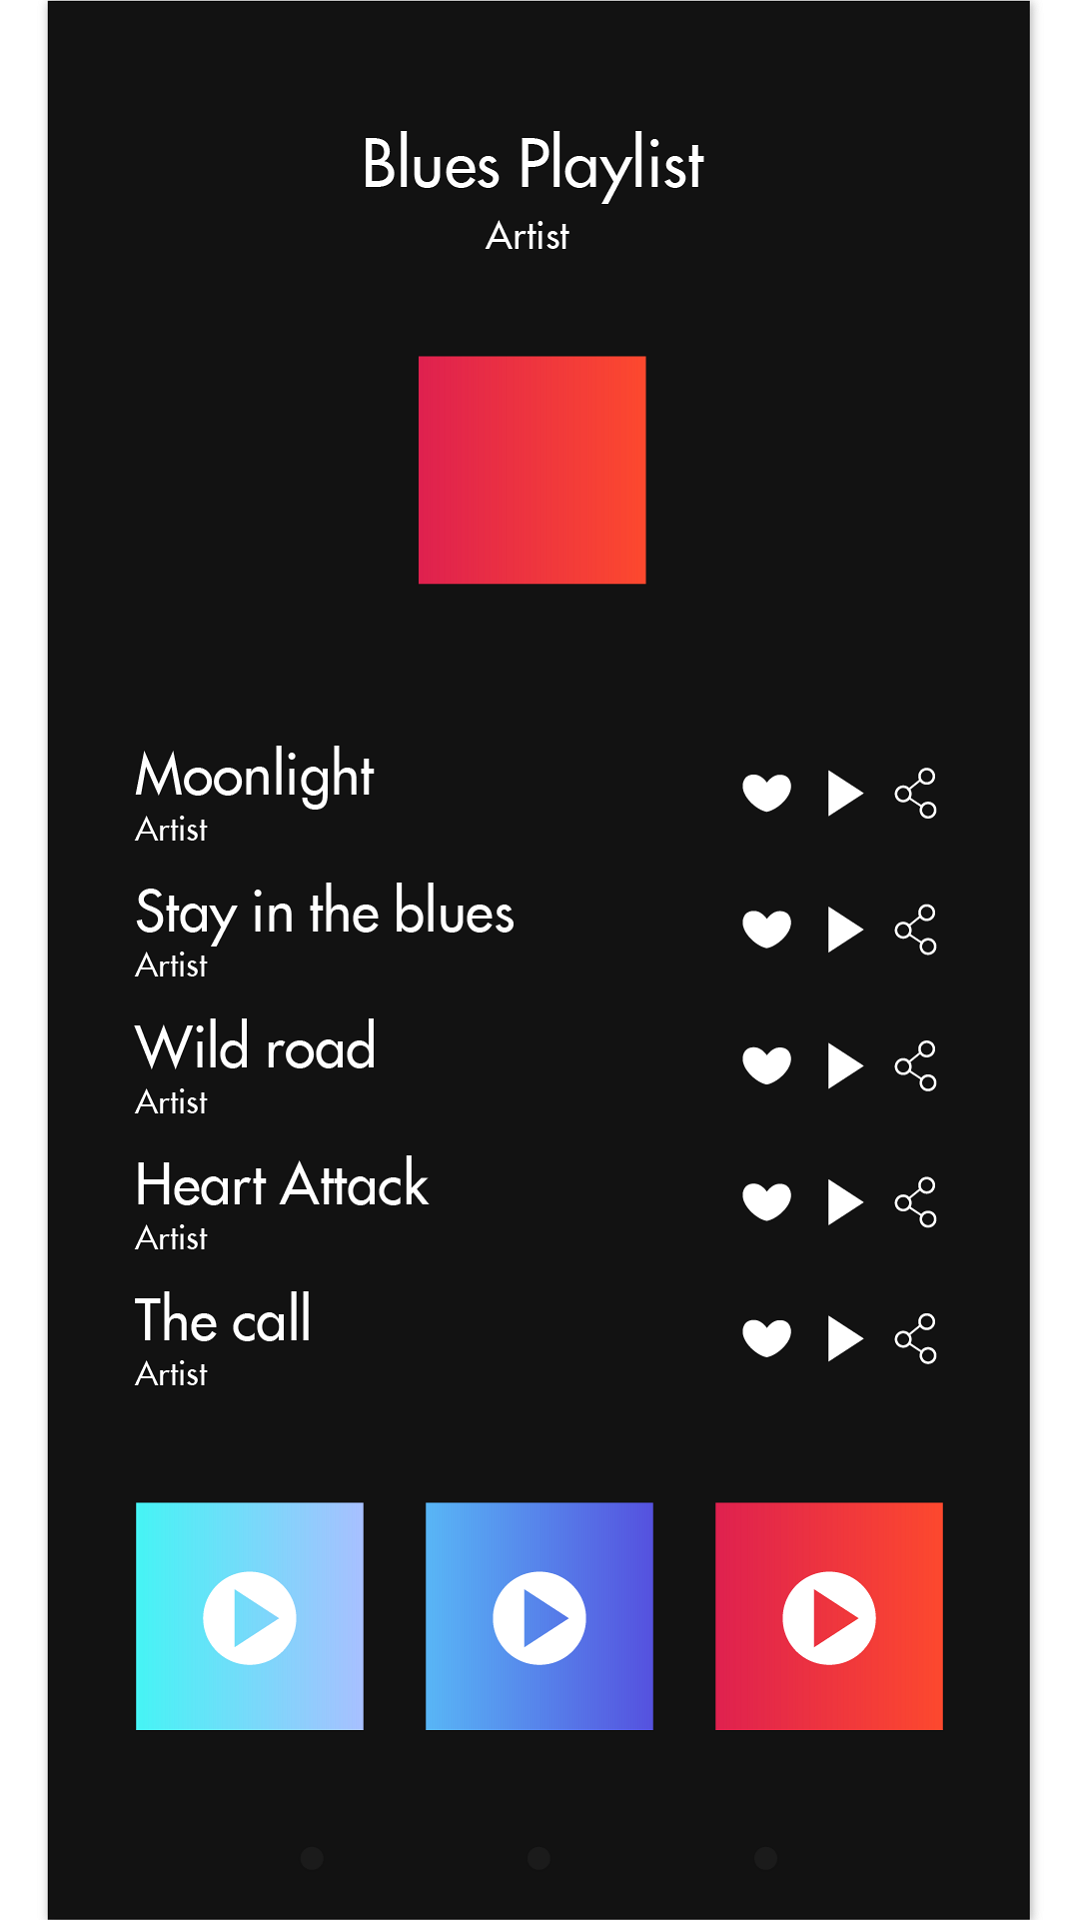 Blues Playlist
Artist
Moonlight
Artist
Stay in the blues
Artist
Wild road
Artist
Heart Attack
Artist
The call
Artist